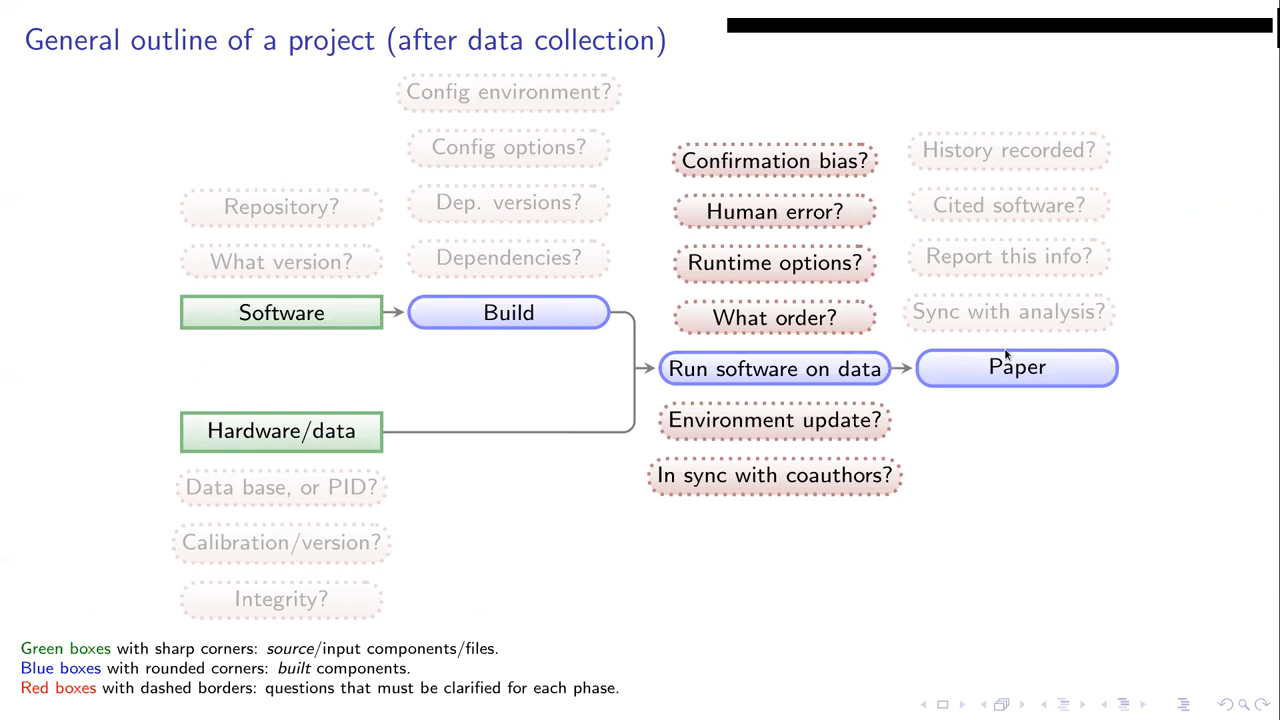 General outline of a project (after data collection)
Config environment?
Config options?
Dep. versions?
Dependencies?
Repository?
What version?
Software
Build
Confirmation bias?
Human error?
Runtime options?
What order?
Run software on data
Environment update?
In sync with coauthors?
History recorded?
Cited software?
Report this info?
Sync with analysis?
Paper
Hardware/data
Data base, or PID?
Calibration/version?
Integrity?
Green boxes with sharp corners: source/input components/files.
Blue boxes with rounded corners: built components.
Red boxes with dashed borders: questions that must be clarified for each phase.